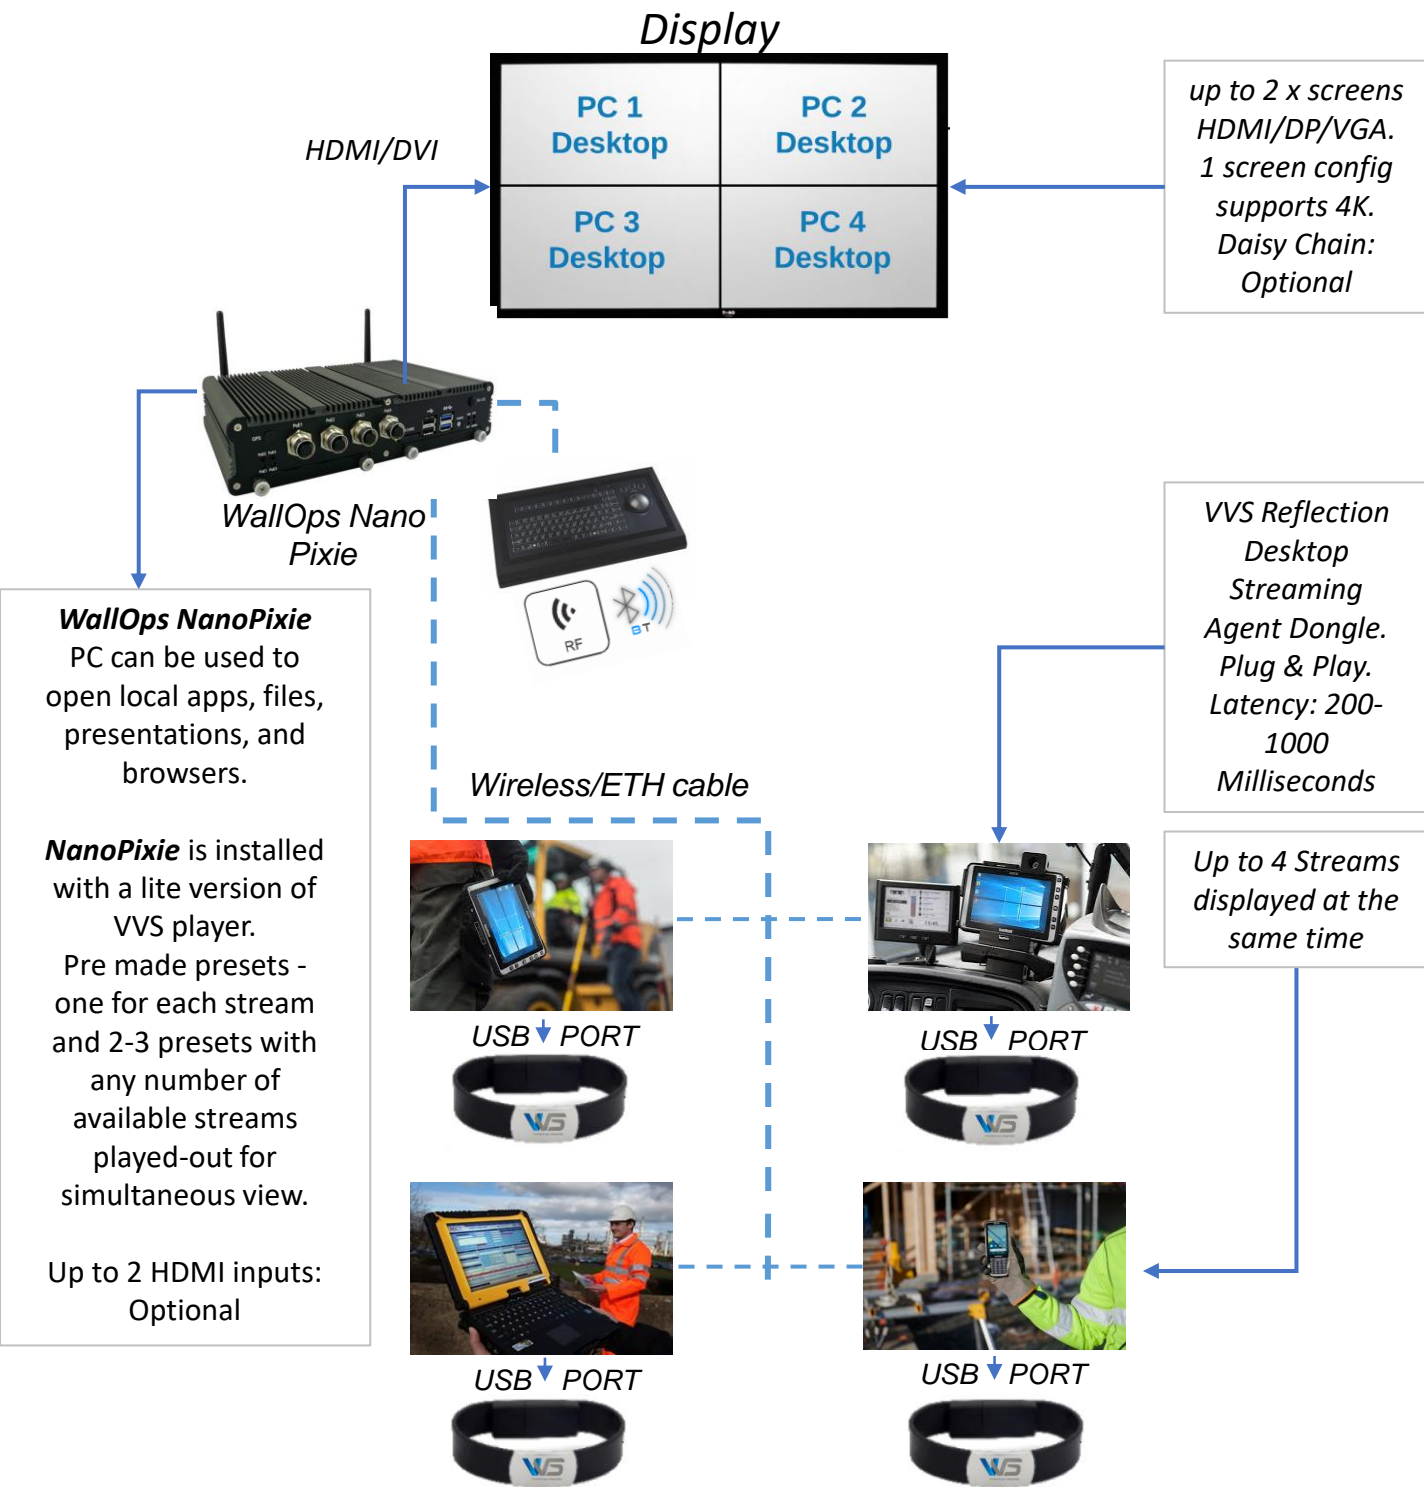 Display
PC 1
Desktop
PC 2
Desktop
PC 3
Desktop
PC 4
Desktop
HDMI/DVI
up to 2 x screens
HDMI/DP/VGA.
1 screen config
supports 4K.
Daisy Chain:
Optional
WallOps Nano
Pixie
RF
BT
VVS Reflection
Desktop
Streaming
Agent Dongle.
Plug & Play.
Latency: 200-
1000
Milliseconds
WallOps NanoPixie
PC can be used to
open local apps, files,
presentations, and
browsers.
NanoPixie is installed
with a lite version of
VVS player.
Pre made presets -
one for each stream
and 2-3 presets with
any number of
available streams
played-out for
simultaneous view.
Up to 2 HDMI inputs:
Optional
Wireless/ETH cable
Up to 4 Streams
displayed at the
same time
USB PORT
VVS
USB PORT
VVS
USB PORT
VVS
USB PORT
VVS